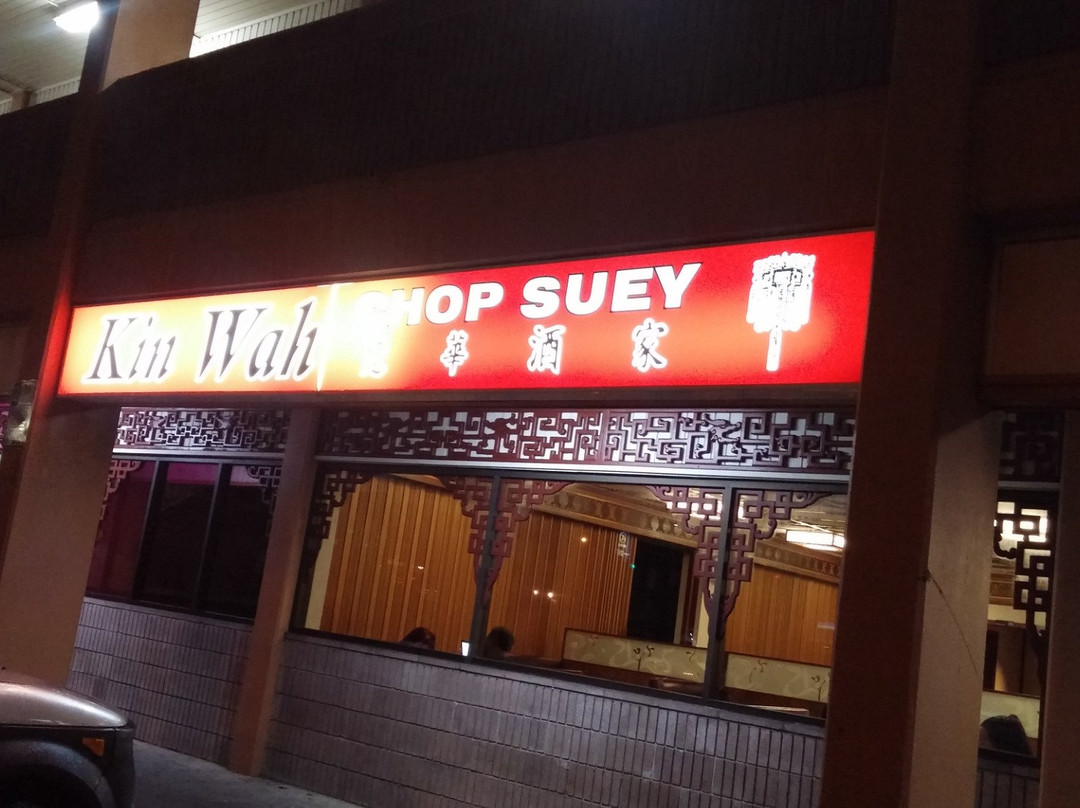 Kin Wah CHOP SUEY
華酒家